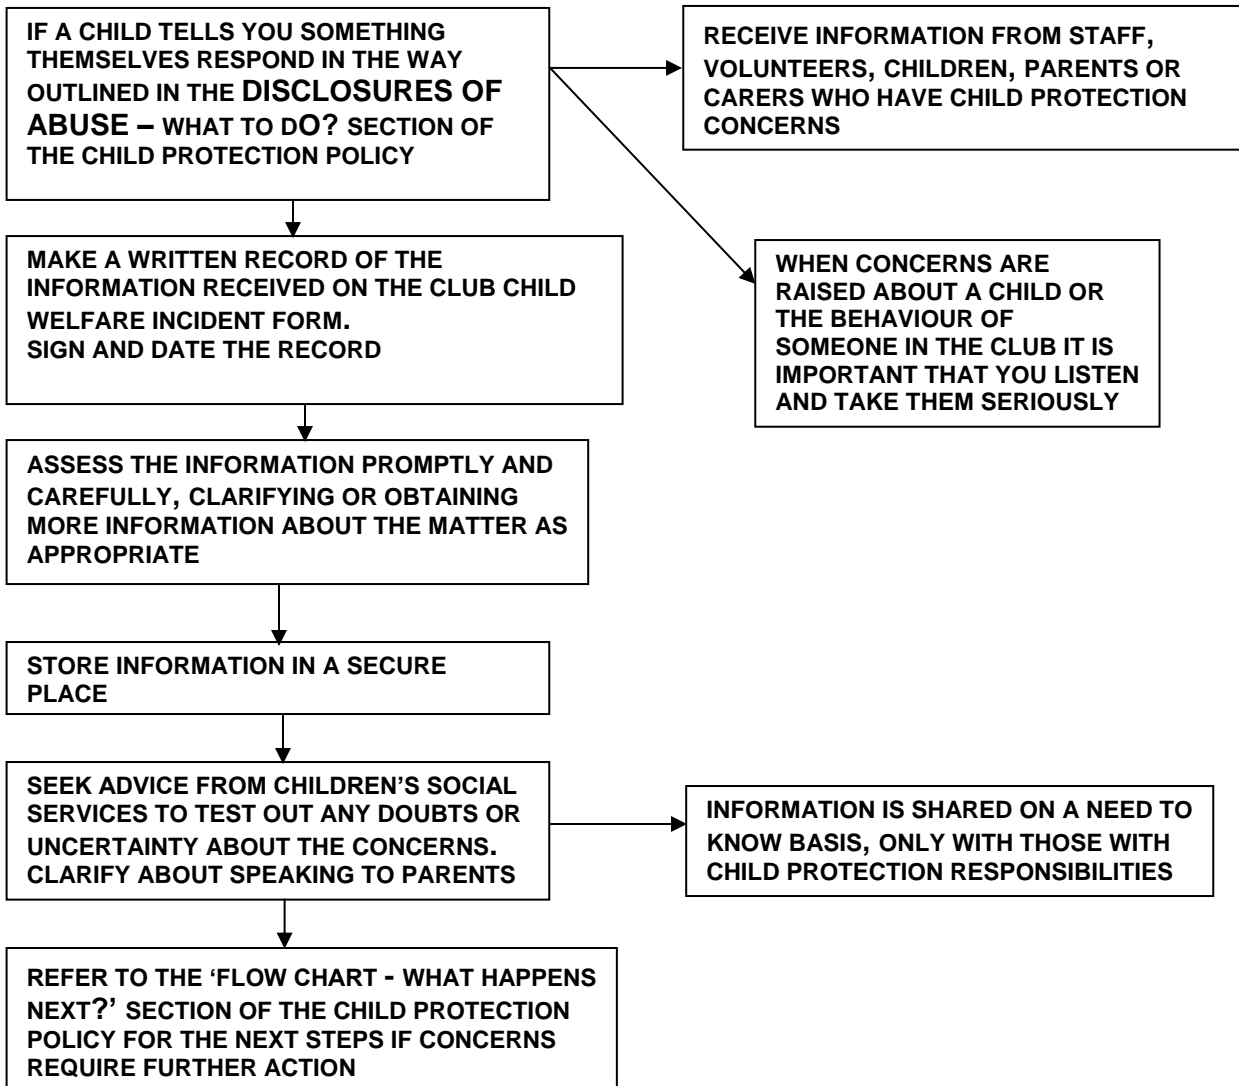 IF A CHILD TELLS YOU SOMETHING
THEMSELVES RESPOND IN THE WAY
OUTLINED IN THE DISCLOSURES OF
ABUSE – WHAT TO DO? SECTION OF
THE CHILD PROTECTION POLICY
RECEIVE INFORMATION FROM STAFF,
VOLUNTEERS, CHILDREN, PARENTS OR
CARERS WHO HAVE CHILD PROTECTION
CONCERNS
MAKE A WRITTEN RECORD OF THE
INFORMATION RECEIVED ON THE CLUB CHILD
WELFARE INCIDENT FORM.
SIGN AND DATE THE RECORD
WHEN CONCERNS ARE
RAISED ABOUT A CHILD OR
THE BEHAVIOUR OF
SOMEONE IN THE CLUB IT IS
IMPORTANT THAT YOU LISTEN
AND TAKE THEM SERIOUSLY
ASSESS THE INFORMATION PROMPTLY AND
CAREFULLY, CLARIFYING OR OBTAINING
MORE INFORMATION ABOUT THE MATTER AS
APPROPRIATE
STORE INFORMATION IN A SECURE
PLACE
SEEK ADVICE FROM CHILDREN’S SOCIAL
SERVICES TO TEST OUT ANY DOUBTS OR
UNCERTAINTY ABOUT THE CONCERNS.
CLARIFY ABOUT SPEAKING TO PARENTS
INFORMATION IS SHARED ON A NEED TO
KNOW BASIS, ONLY WITH THOSE WITH
CHILD PROTECTION RESPONSIBILITIES
REFER TO THE ‘FLOW CHART - WHAT HAPPENS
NEXT?’ SECTION OF THE CHILD PROTECTION
POLICY FOR THE NEXT STEPS IF CONCERNS
REQUIRE FURTHER ACTION